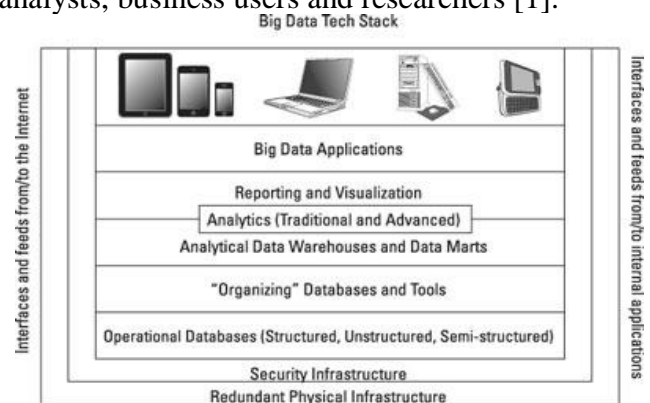 analysts, business users and researchers [1].
Big Data Tech Stack
Interfaces and feeds from/to the Internet
Big Data Applications
Reporting and Visualization
Analytics (Traditional and Advanced)
Analytical Data Warehouses and Data Marts
"Organizing" Databases and Tools
Operational Databases (Structured, Unstructured, Semi-structured)
Security Infrastructure
Redundant Physical Infrastructure
Interfaces and feeds from/to internal applications